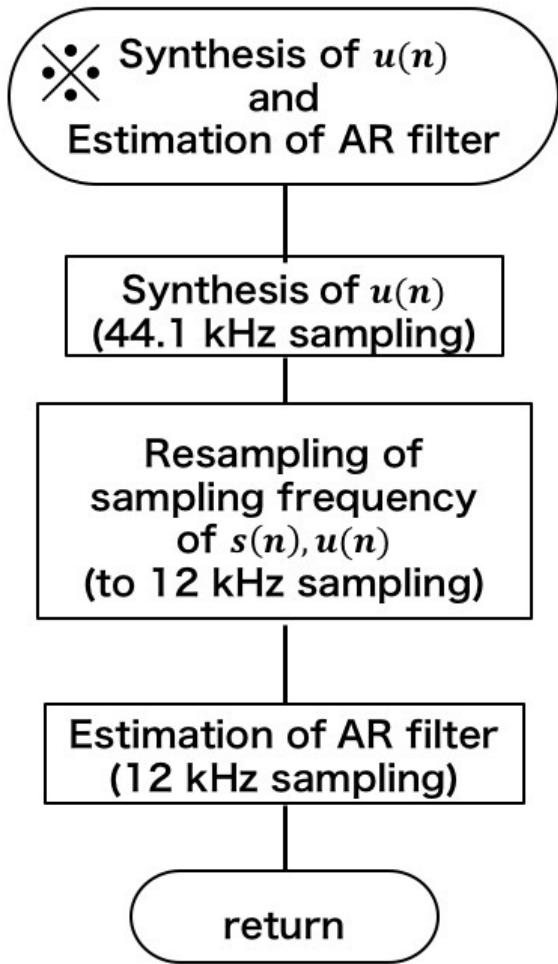 ※ Synthesis of u(n)
and
Estimation of AR filter
Synthesis of u(n)
(44.1 kHz sampling)
Resampling of
sampling frequency
of s(n), u(n)
(to 12 kHz sampling)
Estimation of AR filter
(12 kHz sampling)
return